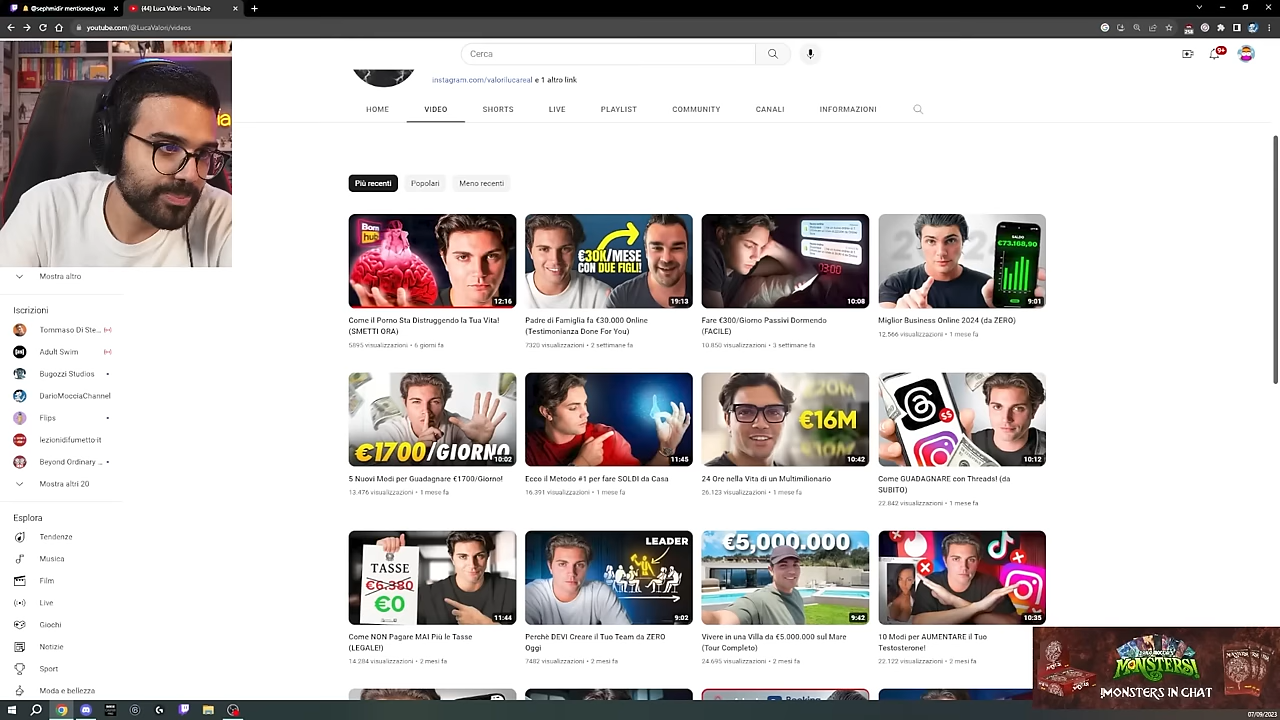 @sephmidir mentioned you
(44) Luca Valori - YouTube
youtube.com/@LucaValori/videos
Cerca
9+
instagram.com/valorilucareal e 1 altro link
HOME VIDEO SHORTS LIVE PLAYLIST COMMUNITY CANALI INFORMAZIONI
Più recenti Popolari Meno recenti
Mostra altro
Iscrizioni
Tommaso Di Ste...
Adult Swim
Bugozzi Studios
DarioMocciaChannel
Flips
lezionidifumetto·it
Beyond Ordinary ...
Mostra altri 20
Esplora
Tendenze
Musica
Film
Live
Giochi
Notizie
Sport
Moda e bellezza
Born
hub
12:16
Come il Porno Sta Distruggendo la Tua Vita!
(SMETTI ORA)
5895 visualizzazioni • 6 giorni fa
€30K/MESE
CON DUE FIGLI!
19:13
Padre di Famiglia fa €30.000 Online
(Testimonianza Done For You)
7320 visualizzazioni • 2 settimane fa
03:00
10:08
Fare €300/Giorno Passivi Dormendo
(FACILE)
10.850 visualizzazioni • 3 settimane fa
SALDO
€73.168,90
9:01
Miglior Business Online 2024 (da ZERO)
12.566 visualizzazioni • 1 mese fa
€1700/GIORNO
10:02
5 Nuovi Modi per Guadagnare €1700/Giorno!
13.476 visualizzazioni • 1 mese fa
11:45
Ecco il Metodo #1 per fare SOLDI da Casa
16.391 visualizzazioni • 1 mese fa
€20M
€16M
10:42
24 Ore nella Vita di un Multimilionario
26.123 visualizzazioni • 1 mese fa
$$
10:12
Come GUADAGNARE con Threads! (da
SUBITO)
22.842 visualizzazioni • 1 mese fa
TASSE
€6.380
€0
11:44
Come NON Pagare MAI Più le Tasse
(LEGALE!)
14.284 visualizzazioni • 2 mesi fa
LEADER
9:02
Perchè DEVI Creare il Tuo Team da ZERO
Oggi
7482 visualizzazioni • 2 mesi fa
€5,000.000
9:42
Vivere in una Villa da €5.000.000 sul Mare
(Tour Completo)
24.695 visualizzazioni • 2 mesi fa
10:35
10 Modi per AUMENTARE il Tuo
Testosterone!
22.122 visualizzazioni • 2 mesi fa
Booking
MONSTERS!
MONSTERS IN CHAT
07/09/2023